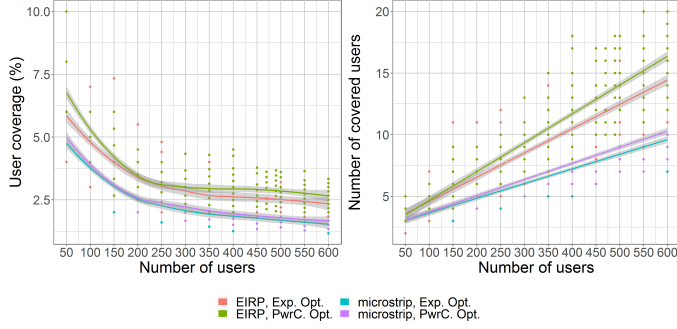 User coverage (%)
10.0
7.5
5.0
2.5
50 100 150 200 250 300 350 400 450 500 550 600
Number of users
Number of covered users
20
15
10
5
50 100 150 200 250 300 350 400 450 500 550 600
Number of users
EIRP, Exp. Opt.
microstrip, Exp. Opt.
EIRP, PwrC. Opt.
microstrip, PwrC. Opt.